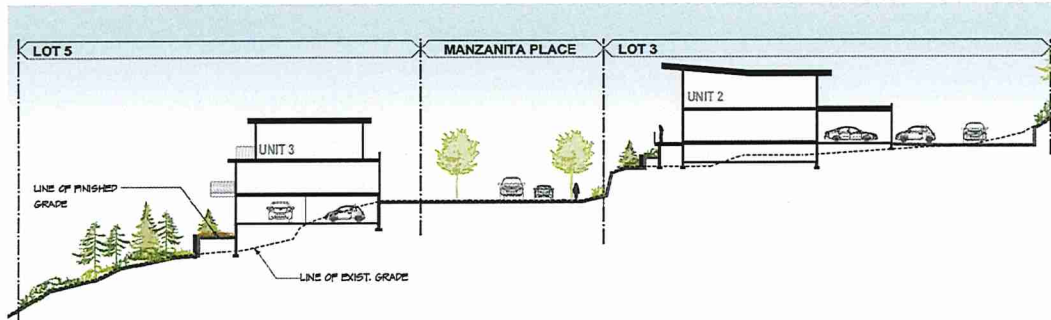 LOT 5
MANZANITA PLACE
LOT 3
UNIT 2
UNIT 3
LINE OF FINISHED
GRADE
LINE OF EXIST. GRADE